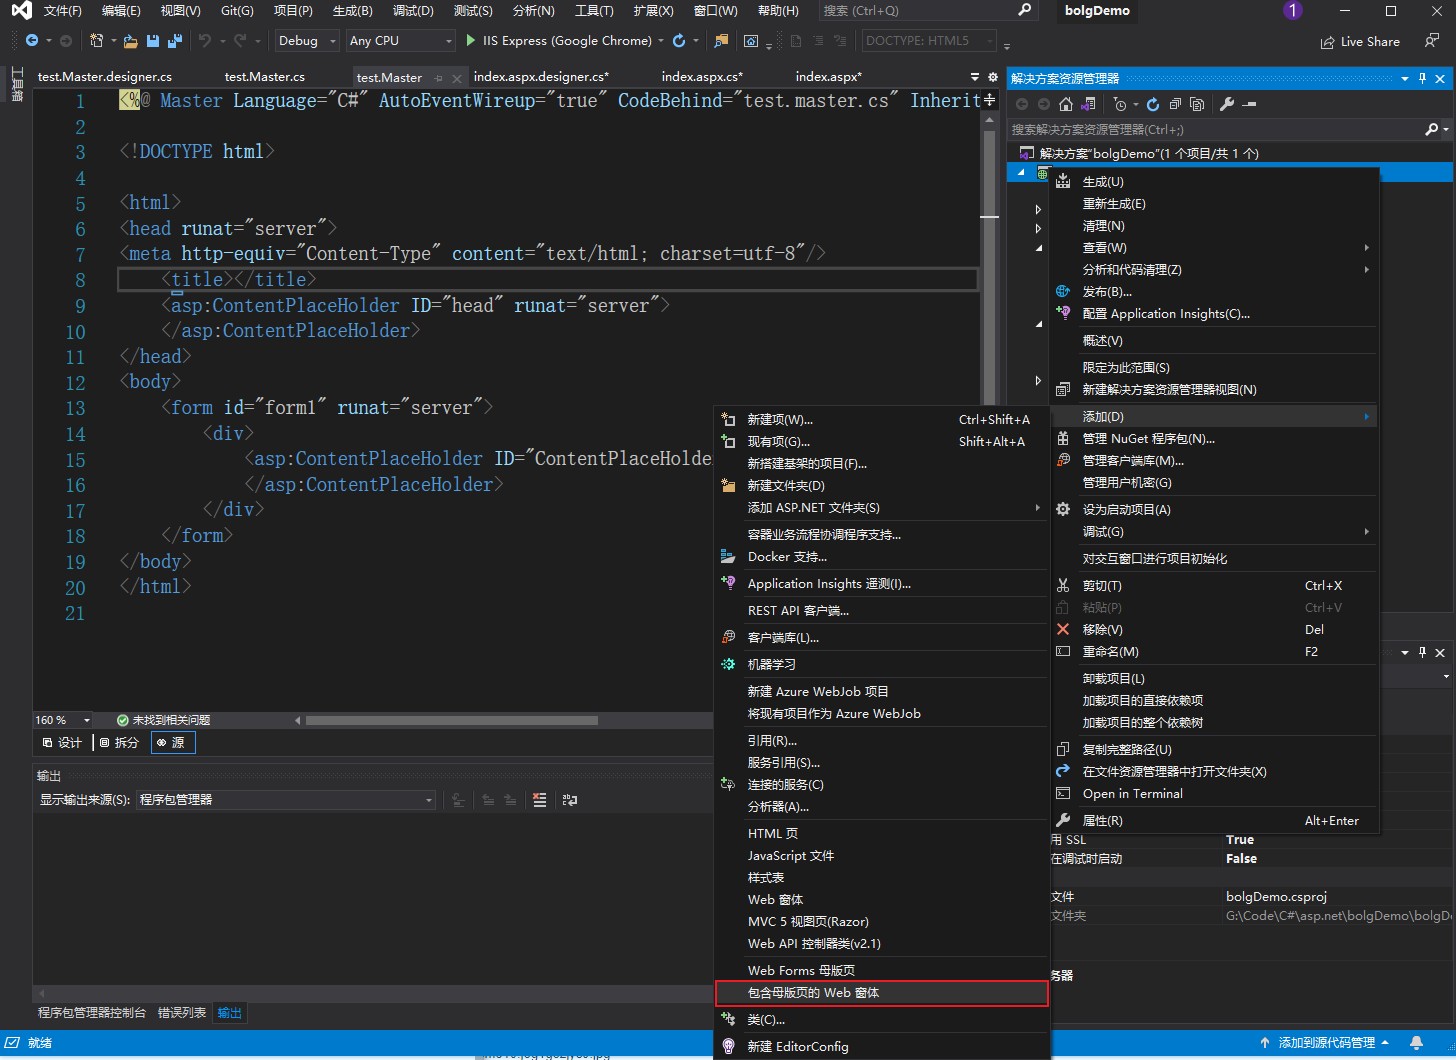 文件(F) 编辑(E) 视图(V) Git(G) 项目(P) 生成(B) 调试(D) 测试(S) 分析(N) 工具(T) 扩展(X) 窗口(W) 帮助(H) 搜索 (Ctrl+Q) bolgDemo 1
Debug Any CPU IIS Express (Google Chrome) DOCTYPE: HTML5 Live Share
工具箱
test.Master.designer.cs test.Master.cs test.Master index.aspx.designer.cs* index.aspx.cs* index.aspx*
1 <%@ Master Language="C#" AutoEventWireup="true" CodeBehind="test.master.cs" Inherit
2
3 <!DOCTYPE html>
4
5 <html>
6 <head runat="server">
7 <meta http-equiv="Content-Type" content="text/html; charset=utf-8"/>
8 <title></title>
9 <asp:ContentPlaceHolder ID="head" runat="server">
10 </asp:ContentPlaceHolder>
11 </head>
12 <body>
13 <form id="form1" runat="server">
14 <div>
15 <asp:ContentPlaceHolder ID="ContentPlaceHolde
16 </asp:ContentPlaceHolder>
17 </div>
18 </form>
19 </body>
20 </html>
21
160 % 未找到相关问题
设计 拆分 源
输出
显示输出来源(S): 程序包管理器
程序包管理器控制台 错误列表 输出
就绪
解决方案资源管理器
搜索解决方案资源管理器(Ctrl+;)
解决方案"bolgDemo"(1 个项目/共 1 个)
生成(U)
重新生成(E)
清理(N)
查看(W)
分析和代码清理(Z)
发布(B)...
配置 Application Insights(C)...
概述(V)
限定为此范围(S)
新建解决方案资源管理器视图(N)
添加(D)
管理 NuGet 程序包(N)...
管理客户端库(M)...
管理用户机密(G)
设为启动项目(A)
调试(G)
对交互窗口进行项目初始化
剪切(T) Ctrl+X
粘贴(P) Ctrl+V
移除(V) Del
重命名(M) F2
卸载项目(L)
加载项目的直接依赖项
加载项目的整个依赖树
复制完整路径(U)
在文件资源管理器中打开文件夹(X)
Open in Terminal
属性(R) Alt+Enter
新建项(W)... Ctrl+Shift+A
现有项(G)... Shift+Alt+A
新搭建基架的项目(F)...
新建文件夹(D)
添加 ASP.NET 文件夹(S)
容器业务流程协调程序支持...
Docker 支持...
Application Insights 遥测(I)...
REST API 客户端...
客户端库(L)...
机器学习
新建 Azure WebJob 项目
将现有项目作为 Azure WebJob
引用(R)...
服务引用(S)...
连接的服务(C)
分析器(A)...
HTML 页
JavaScript 文件
样式表
Web 窗体
MVC 5 视图页(Razor)
Web API 控制器类(v2.1)
Web Forms 母版页
包含母版页的 Web 窗体
类(C)...
新建 EditorConfig
用 SSL True
在调试时启动 False
文件 bolgDemo.csproj
文件夹 G:\Code\C#\asp.net\bolgDemo\bolgD
务器
添加到源代码管理